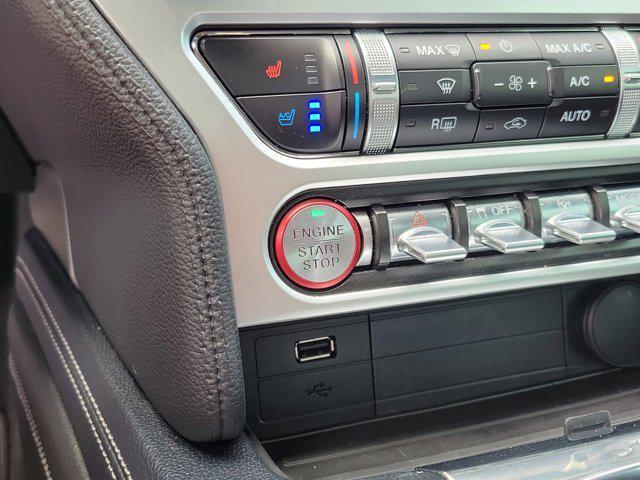 MAX
MAX A/C
A/C
A/C
R
AUTO
OFF
ENGINE
START
STOP